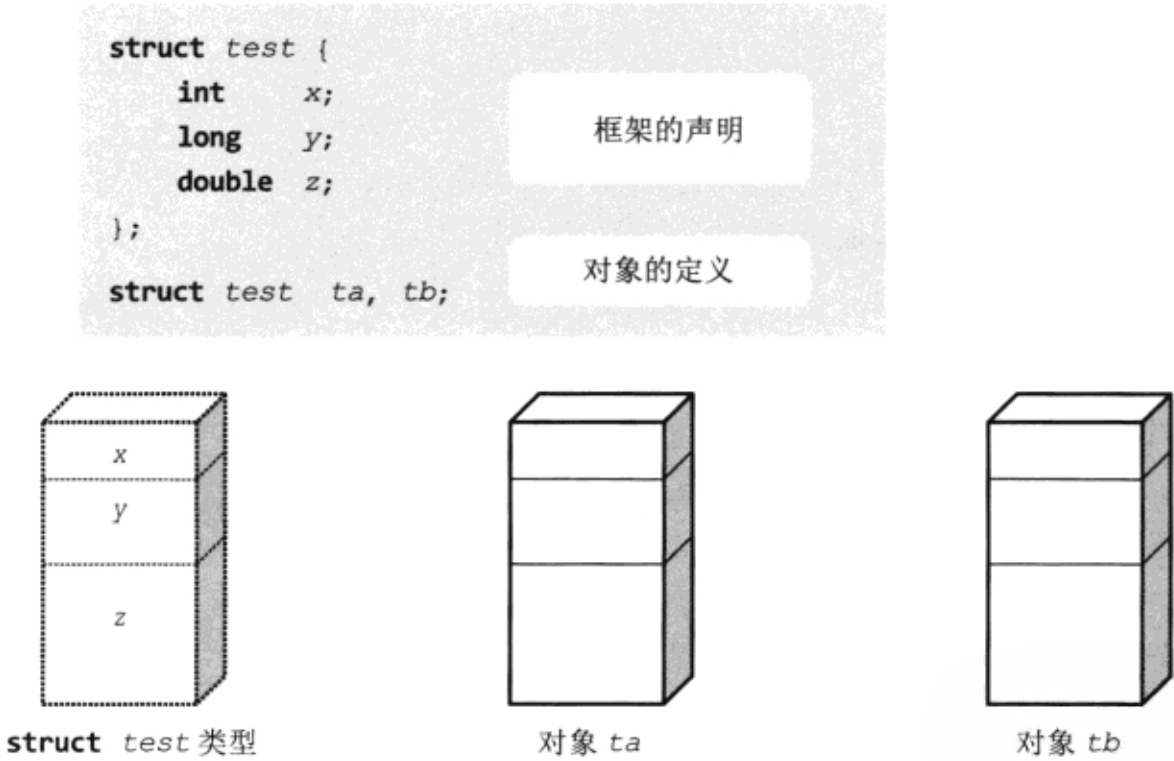 struct test {
int x;
long y;
double z;
};
struct test ta, tb;
框架的声明
对象的定义
x
y
z
struct test 类型
对象 ta
对象 tb